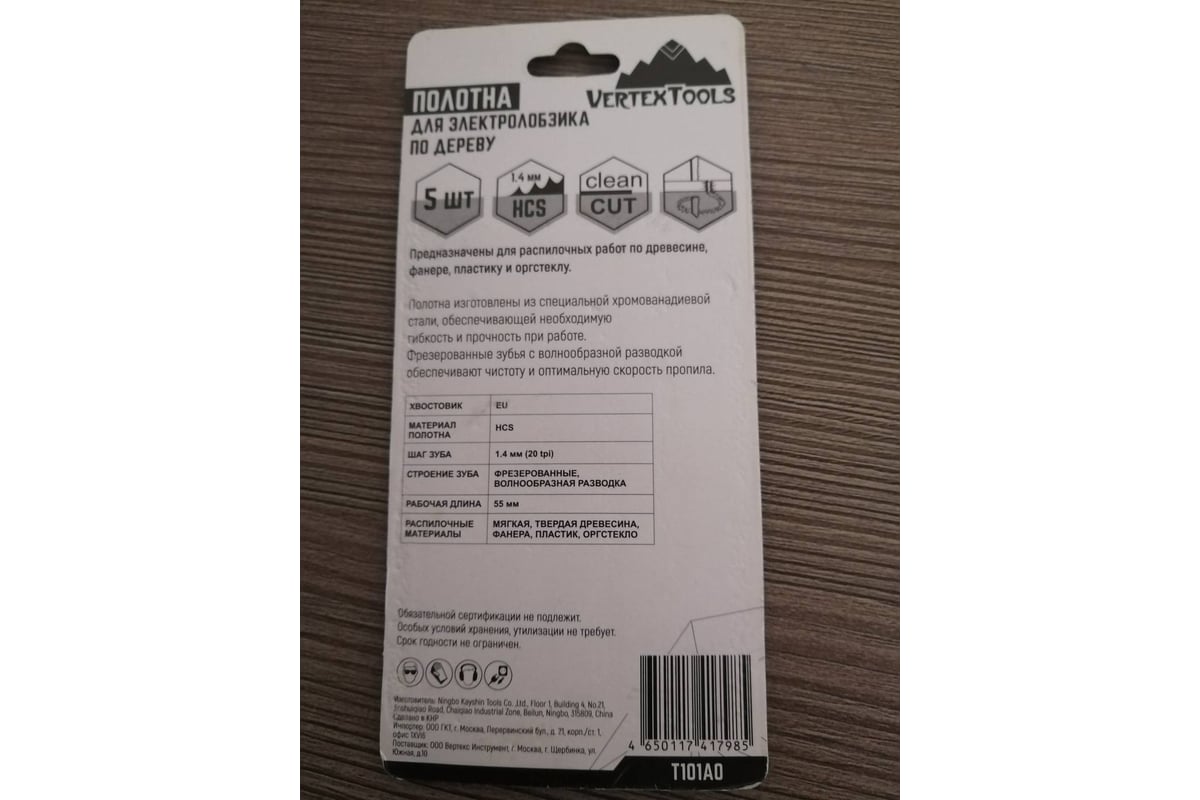 VERTEXTOOLS
ПОЛОТНА
ДЛЯ ЭЛЕКТРОЛОБЗИКА
ПО ДЕРЕВУ
5 ШТ
1.4 мм
HCS
clean
CUT
Предназначены для распилочных работ по древесине,
фанере, пластику и оргстеклу.
Полотна изготовлены из специальной хромованадиевой
стали, обеспечивающей необходимую
гибкость и прочность при работе.
Фрезерованные зубья с волнообразной разводкой
обеспечивают чистоту и оптимальную скорость пропила.
ХВОСТОВИК EU
МАТЕРИАЛ
ПОЛОТНА HCS
ШАГ ЗУБА 1.4 мм (20 tpi)
СТРОЕНИЕ ЗУБА ФРЕЗЕРОВАННЫЕ,
ВОЛНООБРАЗНАЯ РАЗВОДКА
РАБОЧАЯ ДЛИНА 55 мм
РАСПИЛОЧНЫЕ МЯГКАЯ, ТВЕРДАЯ ДРЕВЕСИНА,
МАТЕРИАЛЫ ФАНЕРА, ПЛАСТИК, ОРГСТЕКЛО
Обязательной сертификации не подлежит.
Особых условий хранения, утилизации не требует.
Срок годности не ограничен.
Изготовитель: Ningbo Kayshin Tools Co .,Ltd., Floor 1, Building 4, No.21,
Jinshuiqiao Road, Chaiqiao Industrial Zone, Beilun, Ningbo, 315809, China
Сделано в КНР
Импортер: ООО ГКТ, г. Москва, Перервинский бул., д. 21, корп./ст. 1,
офис 1XVI6
Поставщик: ООО Вертекс Инструмент, г. Москва, г. Щербинка, ул.
Южная, д.10
4 650117 417985
T101AO